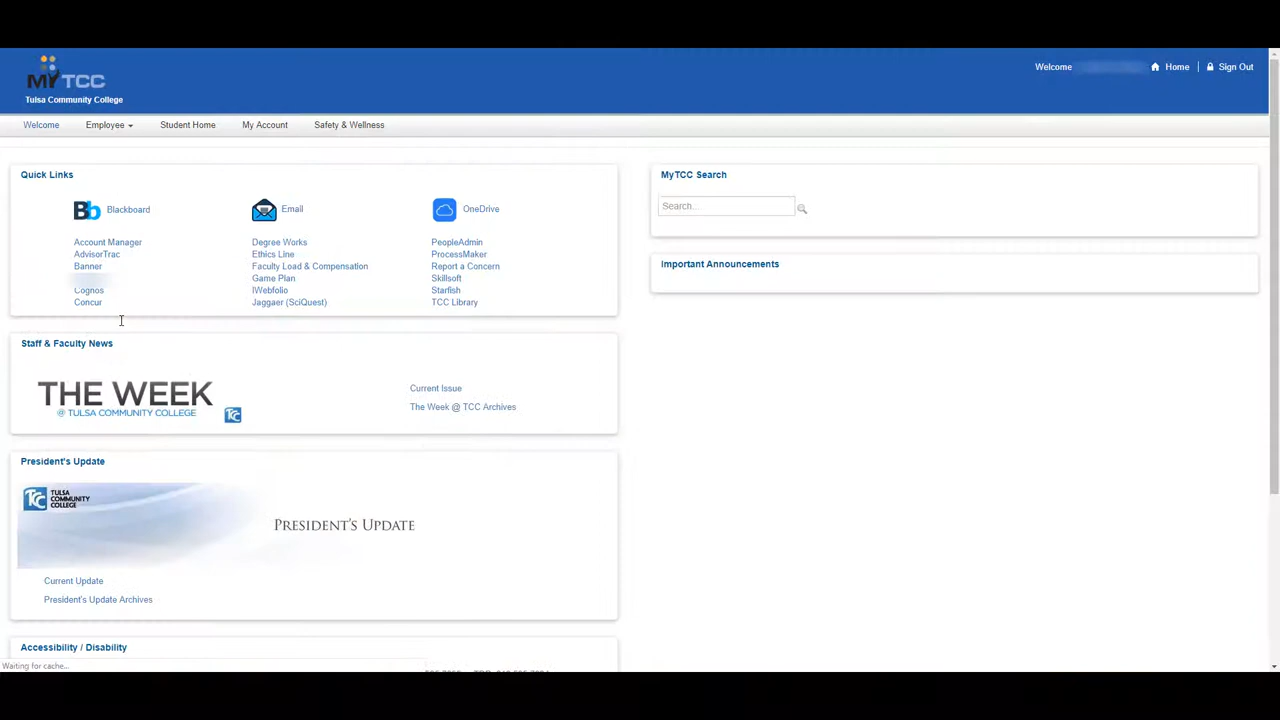 MYTCC
Tulsa Community College
Welcome
Home
Sign Out
Welcome
Employee
Student Home
My Account
Safety & Wellness
Quick Links
Bb Blackboard
Email
OneDrive
Account Manager
AdvisorTrac
Banner
Cognos
Concur
Degree Works
Ethics Line
Faculty Load & Compensation
Game Plan
IWebfolio
Jaggaer (SciQuest)
PeopleAdmin
ProcessMaker
Report a Concern
Skillsoft
Starfish
TCC Library
Staff & Faculty News
THE WEEK
@ TULSA COMMUNITY COLLEGE
TC
Current Issue
The Week @ TCC Archives
President's Update
TC TULSA
COMMUNITY
COLLEGE
PRESIDENT'S UPDATE
Current Update
President's Update Archives
Accessibility / Disability
Waiting for cache...
MyTCC Search
Search...
Important Announcements